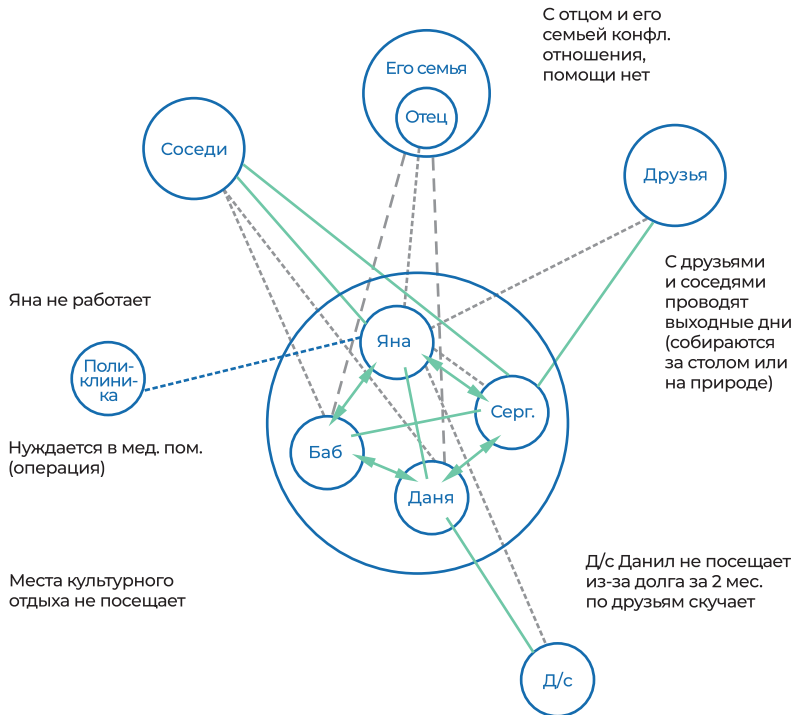 С отцом и его
семьей конфл.
отношения,
помощи нет
Его семья
Отец
Соседи
Друзья
С друзьями
и соседями
проводят
выходные дни
(собираются
за столом или
на природе)
Яна не работает
Яна
Поли-
клини-
ка
Серг.
Нуждается в мед. пом.
(операция)
Баб
Даня
Места культурного
отдыха не посещает
Д/с Данил не посещает
из-за долга за 2 мес.
по друзьям скучает
Д/с